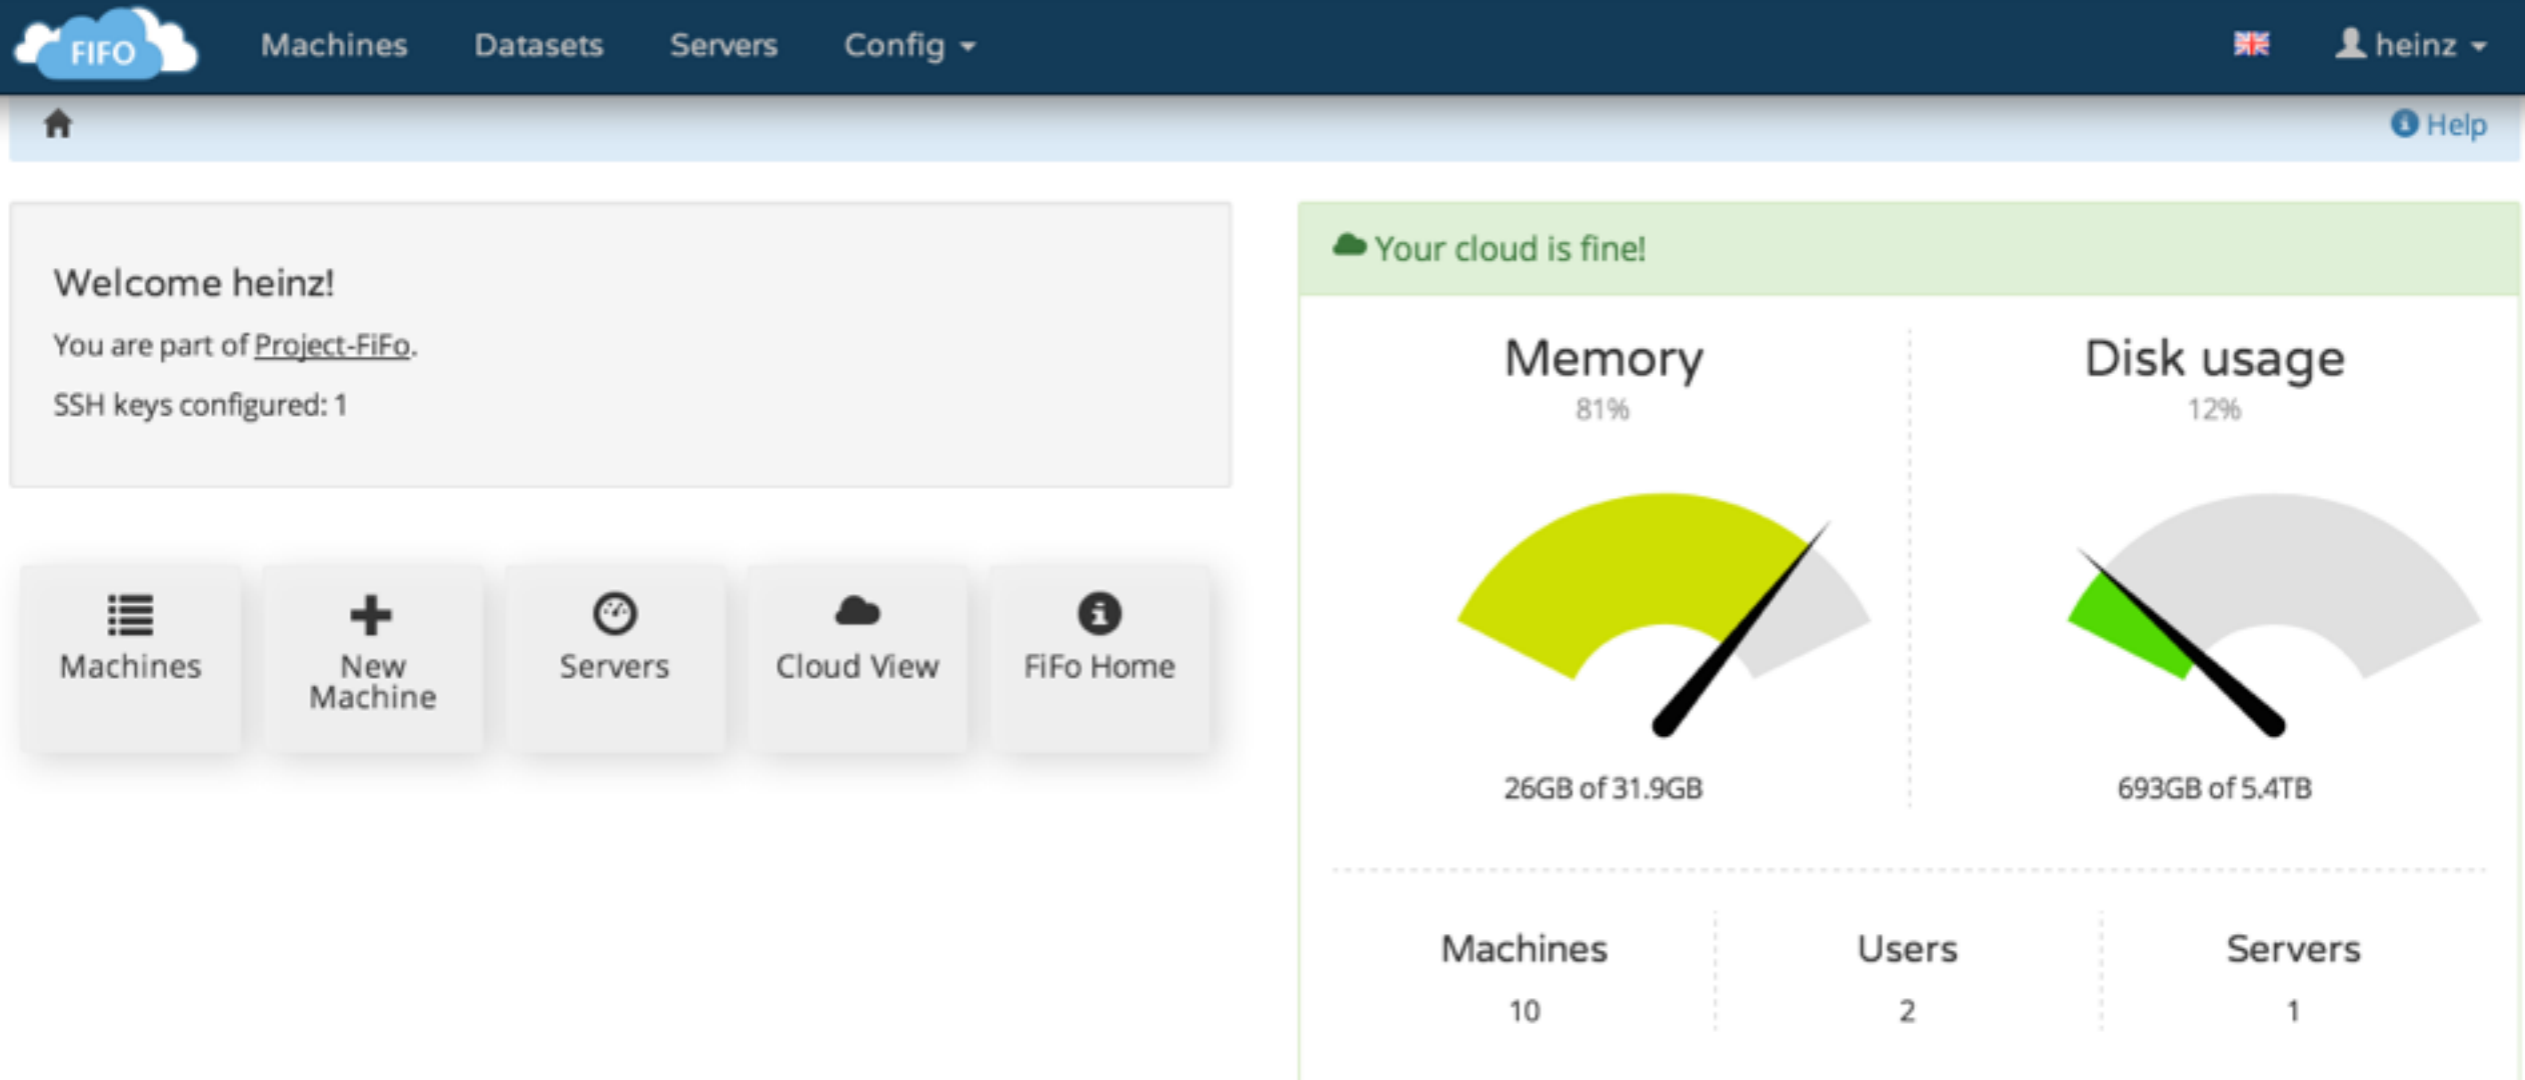 FIFO
Machines
Datasets
Servers
Config
heinz
Help
Welcome heinz!
You are part of Project-FiFo.
SSH keys configured: 1
Machines
New
Machine
Servers
Cloud View
FiFo Home
Your cloud is fine!
Memory
81%
26GB of 31.9GB
Disk usage
12%
693GB of 5.4TB
Machines
10
Users
2
Servers
1